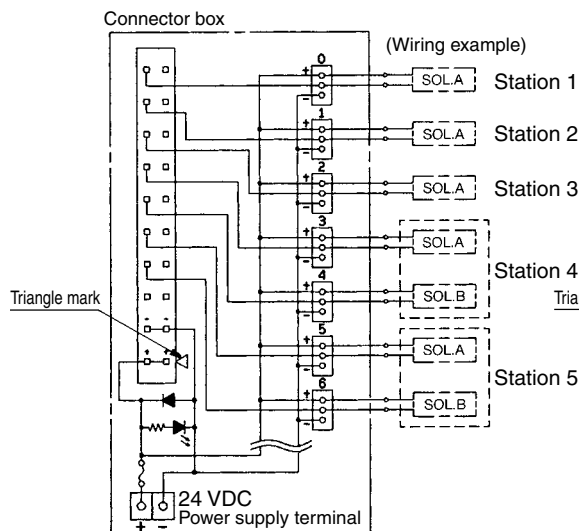 Connector box
(Wiring example)
0
+
-
SOL.A
Station 1
1
+
-
SOL.A
Station 2
2
+
-
SOL.A
Station 3
3
+
-
SOL.A
Station 4
4
+
-
SOL.B
Triangle mark
Tria
- -
+ +
5
+
-
SOL.A
Station 5
6
+
-
SOL.B
24 VDC
Power supply terminal
+ -
+ -